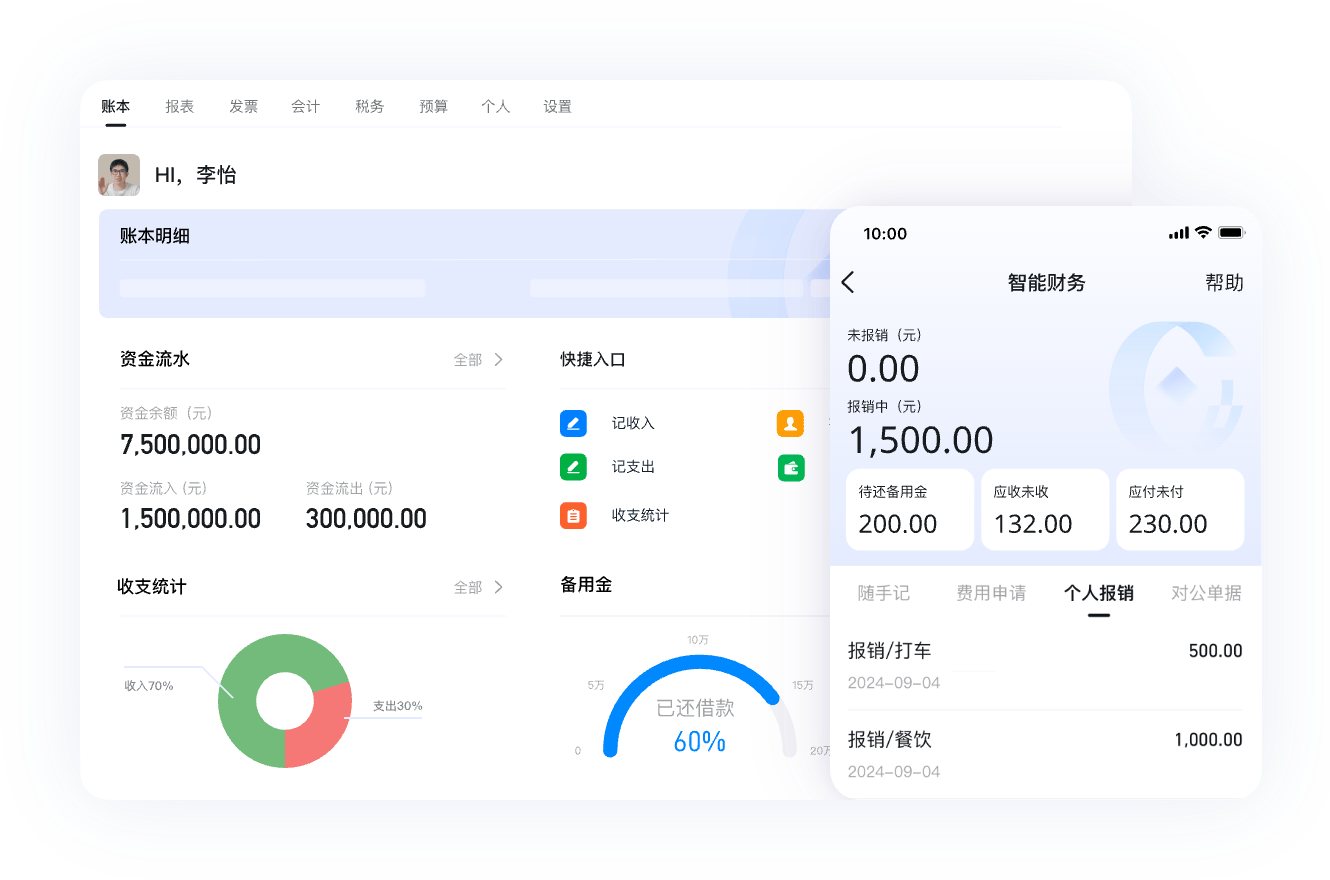 账本 报表 发票 会计 税务 预算 个人 设置
HI，李怡
账本明细
资金流水 全部
资金余额（元）
7,500,000.00
资金流入 (元) 资金流出 (元)
1,500,000.00 300,000.00
快捷入口
记收入
记支出
收支统计
收支统计 全部
收入70%
支出30%
备用金
0
5万
10万
15万
20万
已还借款
60%
10:00
智能财务 帮助
未报销（元）
0.00
报销中（元）
1,500.00
待还备用金 应收未收 应付未付
200.00 132.00 230.00
随手记 费用申请 个人报销 对公单据
报销/打车 500.00
2024-09-04
报销/餐饮 1,000.00
2024-09-04